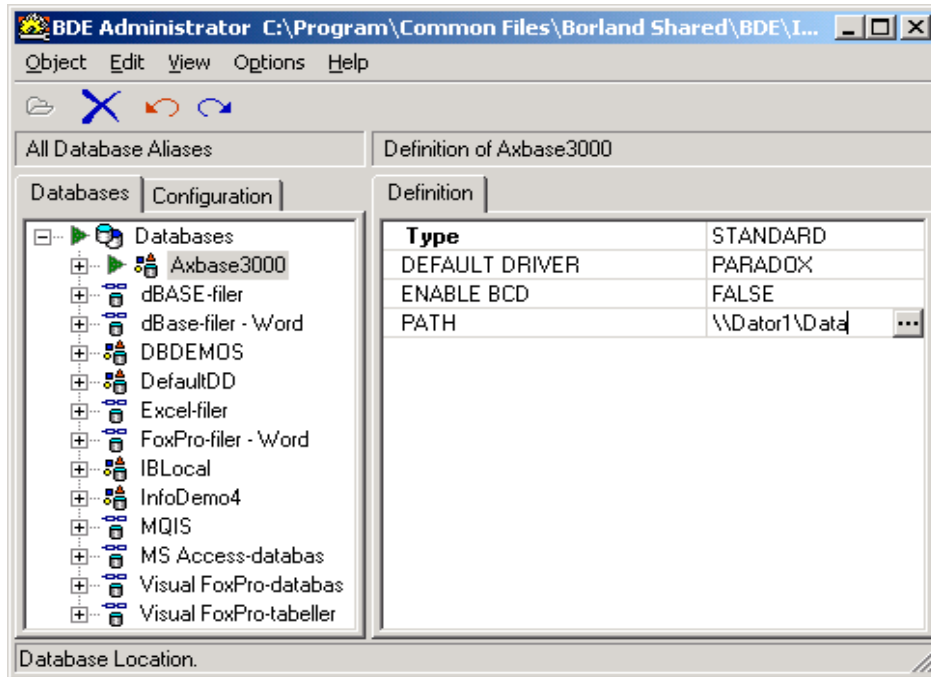 BDE Administrator C:\Program\Common Files\Borland Shared\BDE\I...
Object Edit View Options Help
All Database Aliases
Definition of Axbase3000
Databases Configuration
Definition
Databases
Axbase3000
dBASE-filer
dBase-filer - Word
DBDEMOS
DefaultDD
Excel-filer
FoxPro-filer - Word
IBLocal
InfoDemo4
MQIS
MS Access-databas
Visual FoxPro-databas
Visual FoxPro-tabeller
Type STANDARD
DEFAULT DRIVER PARADOX
ENABLE BCD FALSE
PATH \\Dator1\Data ...
Database Location.